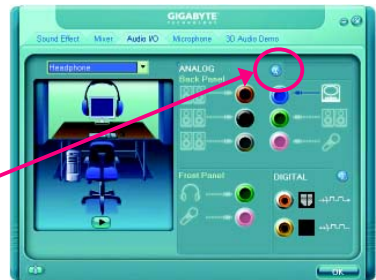 GIGABYTE
TECHNOLOGY
Sound Effect Mixer Audio I/O Microphone 3D Audio Demo
Headphone
ANALOG
Back Panel
Front Panel
DIGITAL
OK